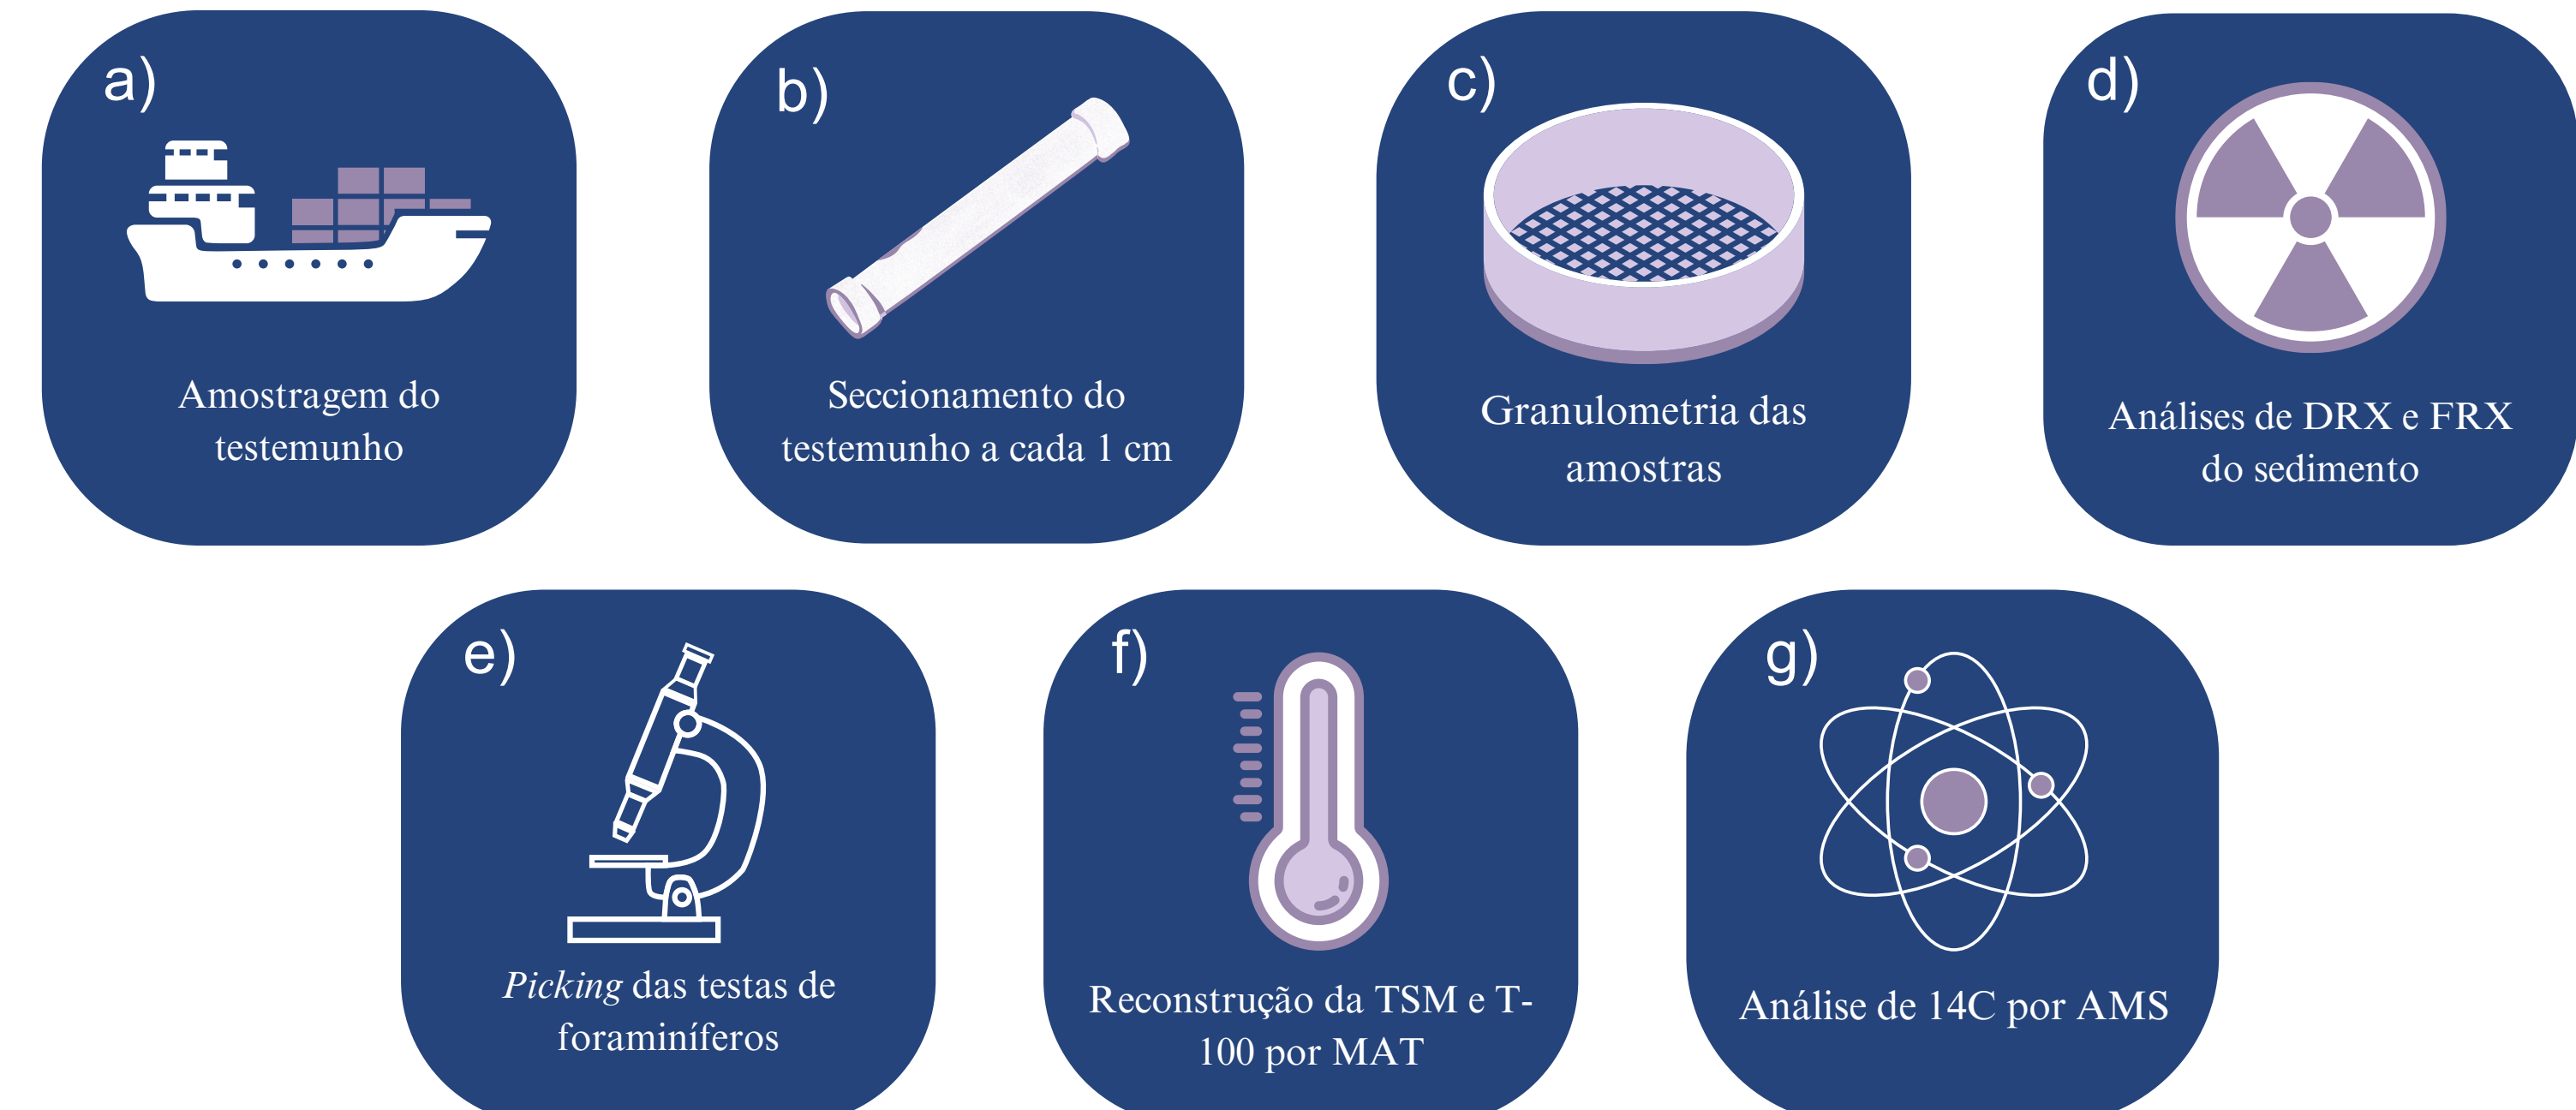 a)
Amostragem do
testemunho
b)
Seccionamento do
testemunho a cada 1 cm
c)
Granulometria das
amostras
d)
Análises de DRX e FRX
do sedimento
e)
Picking das testas de
foraminíferos
f)
Reconstrução da TSM e T-
100 por MAT
g)
Análise de 14C por AMS